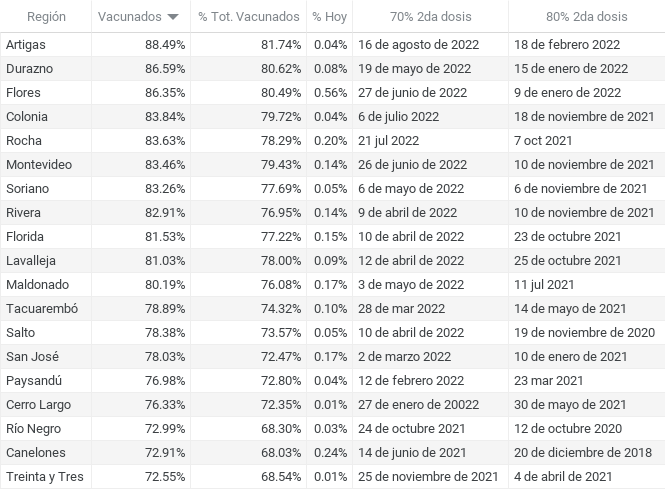 Región Vacunados % Tot. Vacunados % Hoy 70% 2da dosis 80% 2da dosis
Artigas 88.49% 81.74% 0.04% 16 de agosto de 2022 18 de febrero 2022
Durazno 86.59% 80.62% 0.08% 19 de mayo de 2022 15 de enero de 2022
Flores 86.35% 80.49% 0.56% 27 de junio de 2022 9 de enero de 2022
Colonia 83.84% 79.72% 0.04% 6 de julio de 2022 18 de noviembre de 2021
Rocha 83.63% 78.29% 0.20% 21 jul 2022 7 oct 2021
Montevideo 83.46% 79.43% 0.14% 26 de junio de 2022 10 de noviembre de 2021
Soriano 83.26% 77.69% 0.05% 6 de mayo de 2022 6 de noviembre de 2021
Rivera 82.91% 76.95% 0.14% 9 de abril de 2022 10 de noviembre de 2021
Florida 81.53% 77.22% 0.15% 10 de abril de 2022 23 de octubre 2021
Lavalleja 81.03% 78.00% 0.09% 12 de abril de 2022 25 de octubre 2021
Maldonado 80.19% 76.08% 0.17% 3 de mayo de 2022 11 jul 2021
Tacuarembó 78.89% 74.32% 0.10% 28 de mar 2022 14 de mayo de 2021
Salto 78.38% 73.57% 0.05% 10 de abril de 2022 19 de noviembre de 2020
San José 78.03% 72.47% 0.17% 2 de marzo 2022 10 de enero de 2021
Paysandú 76.98% 72.80% 0.04% 12 de febrero 2022 23 mar 2021
Cerro Largo 76.33% 72.35% 0.01% 27 de enero de 20022 30 de mayo de 2021
Río Negro 72.99% 68.30% 0.03% 24 de octubre 2021 12 de octubre 2020
Canelones 72.91% 68.03% 0.24% 14 de junio de 2021 20 de diciembre de 2018
Treinta y Tres 72.55% 68.54% 0.01% 25 de noviembre de 2021 4 de abril de 2021